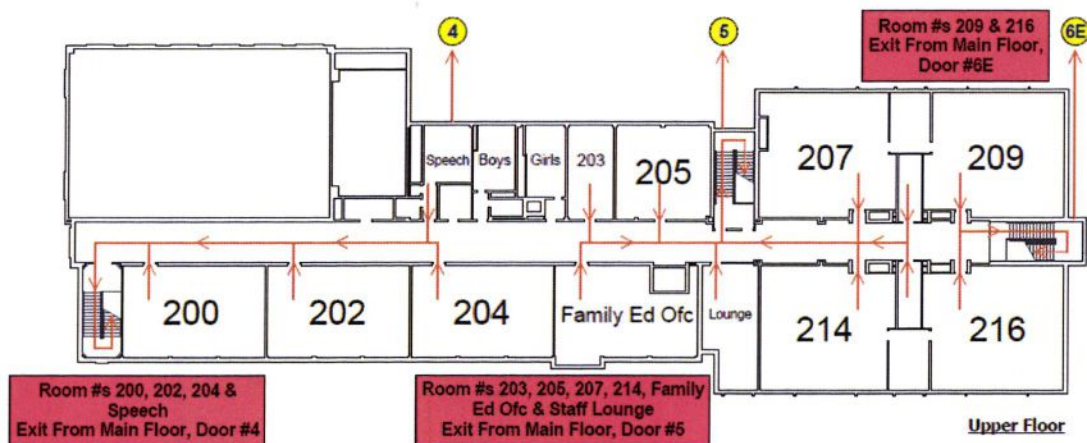 4
5
6E
Room #s 209 & 216
Exit From Main Floor,
Door #6E
Speech
Boys
Girls
203
205
207
209
200
202
204
Family Ed Ofc
Lounge
214
216
Room #s 200, 202, 204 &
Speech
Exit From Main Floor, Door #4
Room #s 203, 205, 207, 214, Family
Ed Ofc & Staff Lounge
Exit From Main Floor, Door #5
Upper Floor